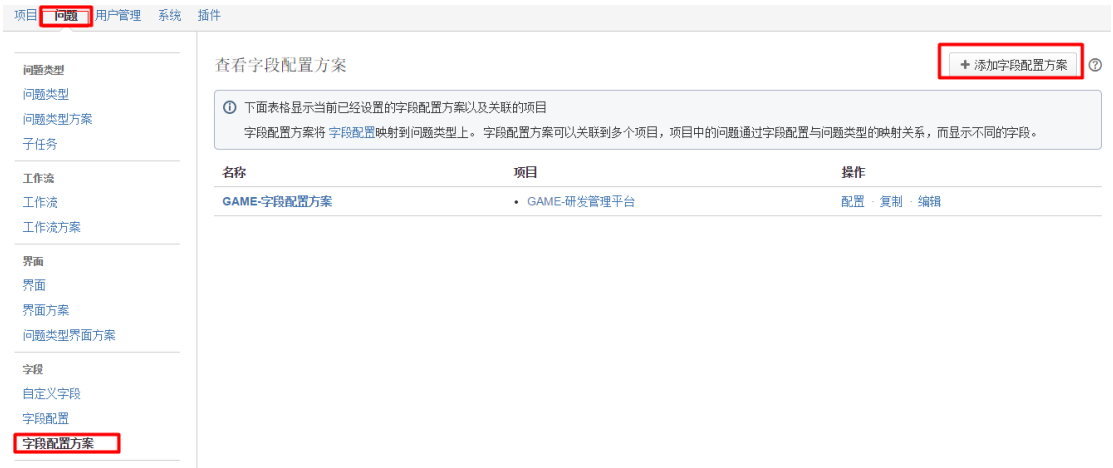 项目 问题 用户管理 系统 插件
问题类型
问题类型
问题类型方案
子任务
工作流
工作流
工作流方案
界面
界面
界面方案
问题类型界面方案
字段
自定义字段
字段配置
字段配置方案
查看字段配置方案
+ 添加字段配置方案 ?
下面表格显示当前已经设置的字段配置方案以及关联的项目
字段配置方案将 字段配置映射到问题类型上。 字段配置方案可以关联到多个项目，项目中的问题通过字段配置与问题类型的映射关系，而显示不同的字段。
名称 项目 操作
GAME-字段配置方案 • GAME-研发管理平台 配置 · 复制 · 编辑